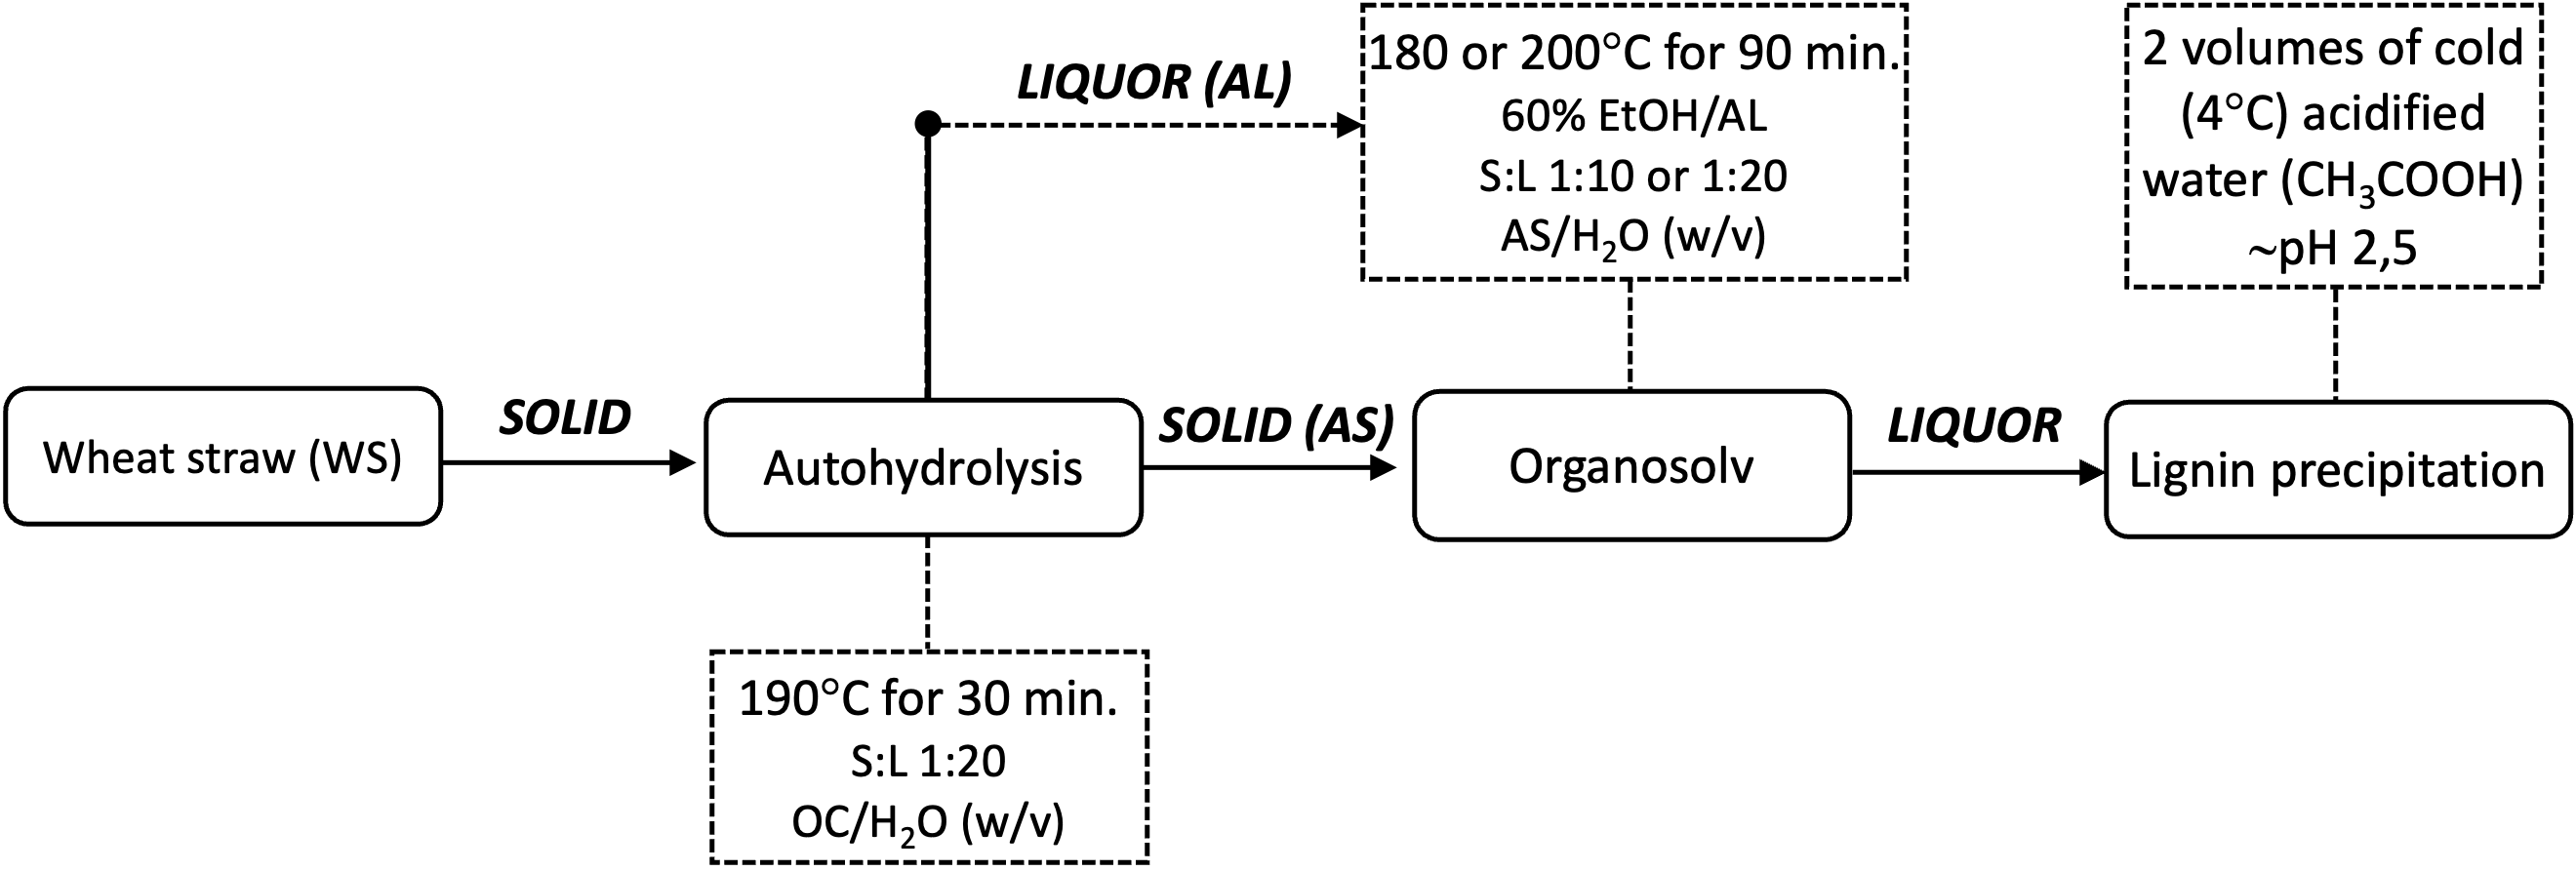 LIQUOR (AL)
180 or 200°C for 90 min.
60% EtOH/AL
S:L 1:10 or 1:20
AS/H₂O (w/v)
2 volumes of cold
(4°C) acidified
water (CH₃COOH)
~pH 2,5
Wheat straw (WS)
SOLID
Autohydrolysis
SOLID (AS)
Organosolv
LIQUOR
Lignin precipitation
190°C for 30 min.
S:L 1:20
OC/H₂O (w/v)